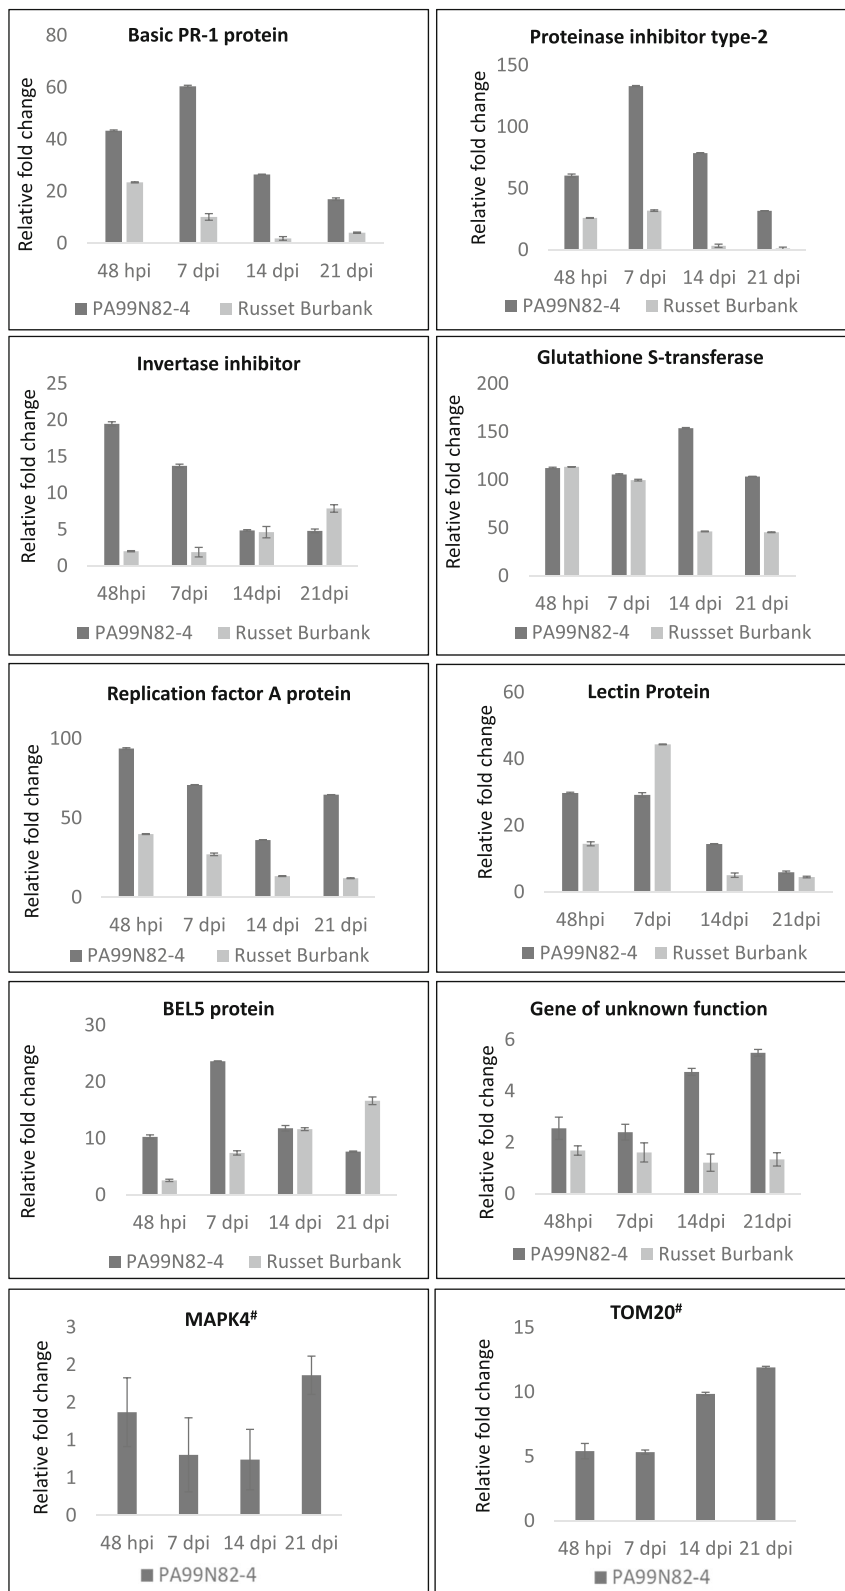 Basic PR-1 protein
Relative fold change
80
60
40
20
0
48 hpi 7 dpi 14 dpi 21 dpi
PA99N82-4 Russet Burbank
Proteinase inhibitor type-2
Relative fold change
150
100
50
0
48 hpi 7 dpi 14 dpi 21 dpi
PA99N82-4 Russet Burbank
Invertase inhibitor
Relative fold change
25
20
15
10
5
0
48hpi 7dpi 14dpi 21dpi
PA99N82-4 Russet Burbank
Glutathione S-transferase
Relative fold change
200
150
100
50
0
48 hpi 7 dpi 14 dpi 21 dpi
PA99N82-4 Russset Burbank
Replication factor A protein
Relative fold change
100
50
0
48 hpi 7 dpi 14 dpi 21 dpi
PA99N82-4 Russet Burbank
Lectin Protein
Relative fold change
60
40
20
0
48hpi 7dpi 14dpi 21dpi
PA99N82-4 Russet Burbank
BEL5 protein
Relative fold change
30
20
10
0
48 hpi 7 dpi 14 dpi 21 dpi
PA99N82-4 Russet Burbank
Gene of unknown function
Relative fold change
6
4
2
0
48hpi 7dpi 14dpi 21dpi
PA99N82-4 Russet Burbank
MAPK4#
Relative fold change
3
2
2
1
1
0
48 hpi 7 dpi 14 dpi 21 dpi
PA99N82-4
TOM20#
Relative fold change
15
10
5
0
48 hpi 7 dpi 14 dpi 21 dpi
PA99N82-4